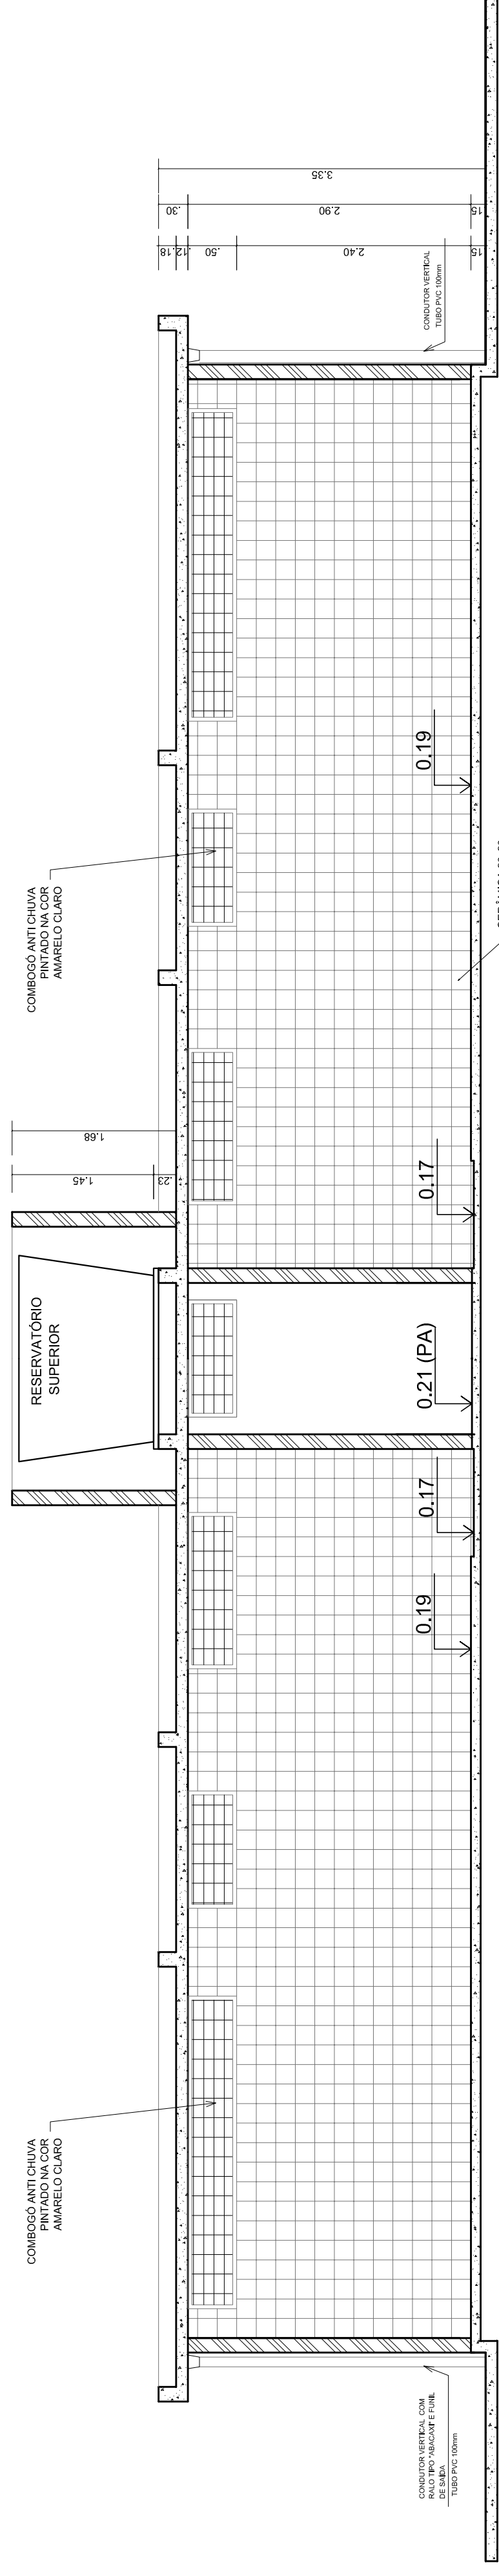 COMBOGÓ ANTI CHUVA
PINTADO NA COR
AMARELO CLARO
RESERVATÓRIO
SUPERIOR
1.45
.23
1.68
COMBOGÓ ANTI CHUVA
PINTADO NA COR
AMARELO CLARO
CONDUTOR VERTICAL COM
RALO TIPO "ABACAXI" E FUNIL
DE SAÍDA
TUBO PVC 100mm
0.19
0.17
0.21 (PA)
0.17
0.19
CONDUTOR VERTICAL
TUBO PVC 100mm
.18
.12
.50
2.40
15
.30
2.90
15
3.35